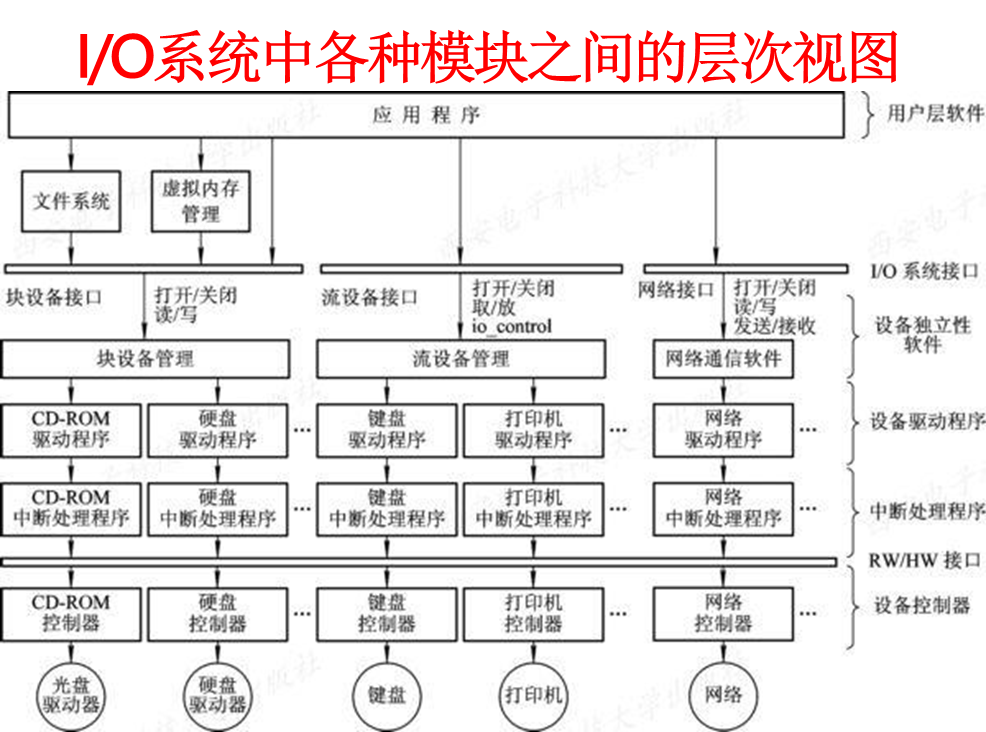 I/O系统中各种模块之间的层次视图
应用程序
用户层软件
文件系统
虚拟内存
管理
I/O 系统接口
块设备接口
打开/关闭
读/写
流设备接口
打开/关闭
取/放
io_control
网络接口
打开/关闭
读/写
发送/接收
设备独立性
软件
块设备管理
流设备管理
网络通信软件
CD-ROM
驱动程序
硬盘
驱动程序
...
键盘
驱动程序
打印机
驱动程序
...
网络
驱动程序
...
设备驱动程序
CD-ROM
中断处理程序
硬盘
中断处理程序
...
键盘
中断处理程序
打印机
中断处理程序
...
网络
中断处理程序
...
中断处理程序
RW/HW 接口
CD-ROM
控制器
硬盘
控制器
...
键盘
控制器
打印机
控制器
...
网络
控制器
...
设备控制器
光盘
驱动器
硬盘
驱动器
键盘
打印机
网络
西安电子科技大学出版社